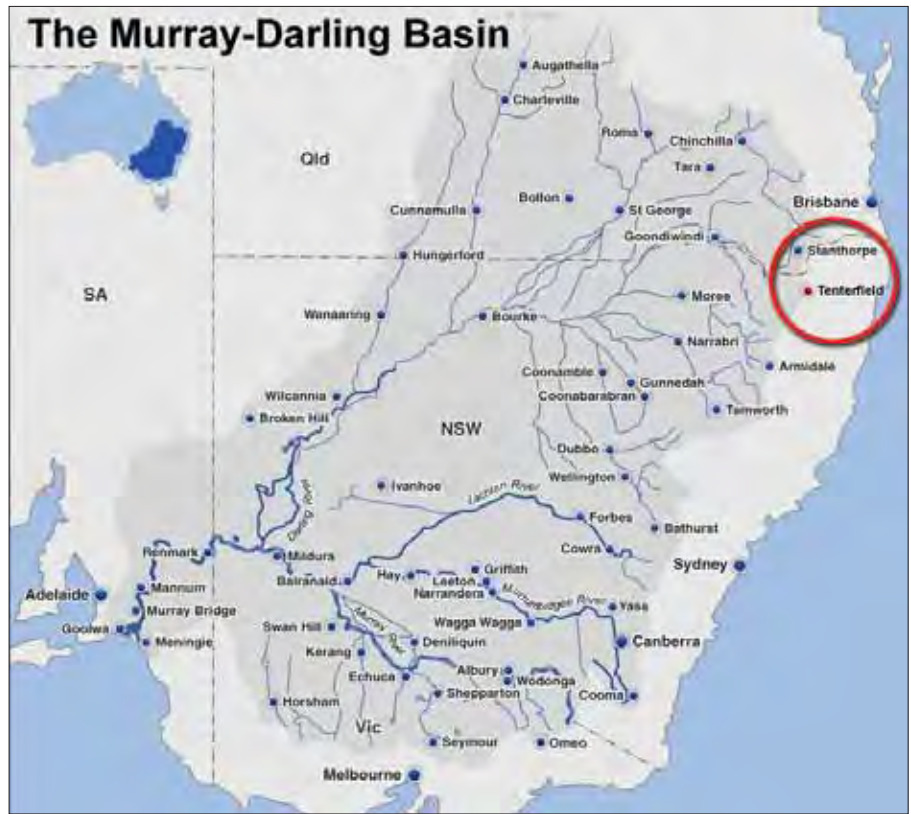 The Murray-Darling Basin
Augathella
Charleville
Roma
Chinchilla
Qld
Tara
Bollon
Brisbane
Cunnamulla
St George
Goondiwindi
Stanthorpe
Hungerford
SA
Tenterfield
Moree
Wanaaring
Bourke
Narrabri
Armidale
Coonamble
Gunnedah
Wilcannia
Coonabarabran
Tamworth
Broken Hill
NSW
Dubbo
Wellington
Ivanhoe
Lachlan River
Darling River
Forbes
Bathurst
Cowra
Renmark
Mildura
Sydney
Griffith
Hay
Balranald
Leeton
Mannum
Narrandera
Adelaide
Murrumbidgee River
Yass
Murray Bridge
Wagga Wagga
Goolwa
Swan Hill
Murray River
Deniliquin
Canberra
Meningie
Kerang
Albury
Echuca
Wodonga
Shepparton
Cooma
Horsham
Vic
Seymour
Omeo
Melbourne